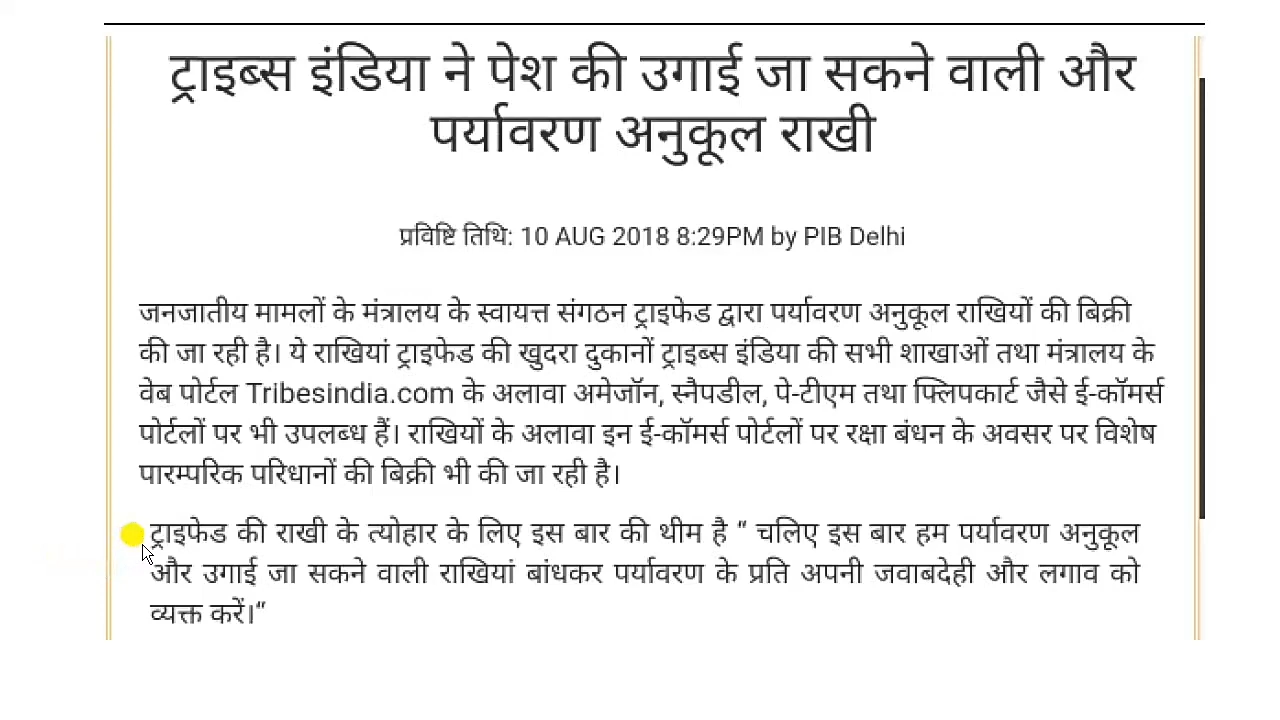 ट्राइब्स इंडिया ने पेश की उगाई जा सकने वाली और
पर्यावरण अनुकूल राखी
प्रविष्टि तिथि: 10 AUG 2018 8:29PM by PIB Delhi
जनजातीय मामलों के मंत्रालय के स्वायत्त संगठन ट्राइफेड द्वारा पर्यावरण अनुकूल राखियों की बिक्री
की जा रही है। ये राखियां ट्राइफेड की खुदरा दुकानों ट्राइब्स इंडिया की सभी शाखाओं तथा मंत्रालय के
वेब पोर्टल Tribesindia.com के अलावा अमेजॉन, स्नैपडील, पे-टीएम तथा फ्लिपकार्ट जैसे ई-कॉमर्स
पोर्टलों पर भी उपलब्ध हैं। राखियों के अलावा इन ई-कॉमर्स पोर्टलों पर रक्षा बंधन के अवसर पर विशेष
पारम्परिक परिधानों की बिक्री भी की जा रही है।
ट्राइफेड की राखी के त्योहार के लिए इस बार की थीम है “ चलिए इस बार हम पर्यावरण अनुकूल
और उगाई जा सकने वाली राखियां बांधकर पर्यावरण के प्रति अपनी जवाबदेही और लगाव को
व्यक्त करें।“